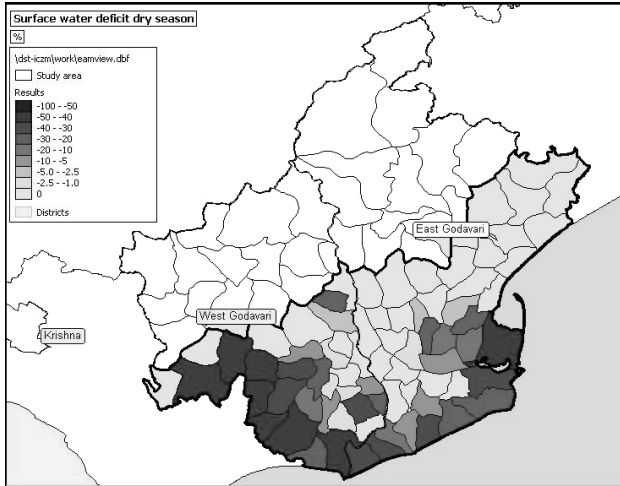 Surface water deficit dry season
%
\dst-iczm\work\eamview.dbf
Study area
Results
-100 - -50
-50 - -40
-40 - -30
-30 - -20
-20 - -10
-10 - -5
-5.0 - -2.5
-2.5 - -1.0
0
Districts
East Godavari
West Godavari
Krishna